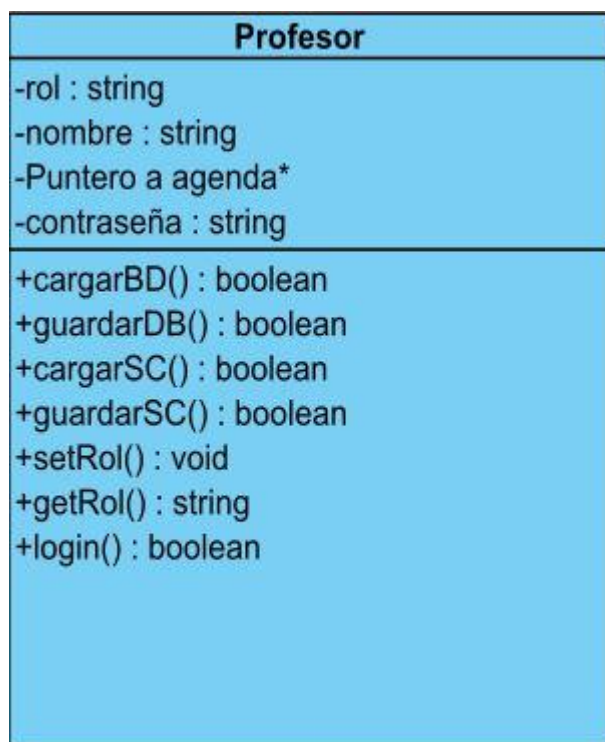 Profesor
-rol : string
-nombre : string
-Puntero a agenda*
-contraseña : string
+cargarBD() : boolean
+guardarDB() : boolean
+cargarSC() : boolean
+guardarSC() : boolean
+setRol() : void
+getRol() : string
+login() : boolean